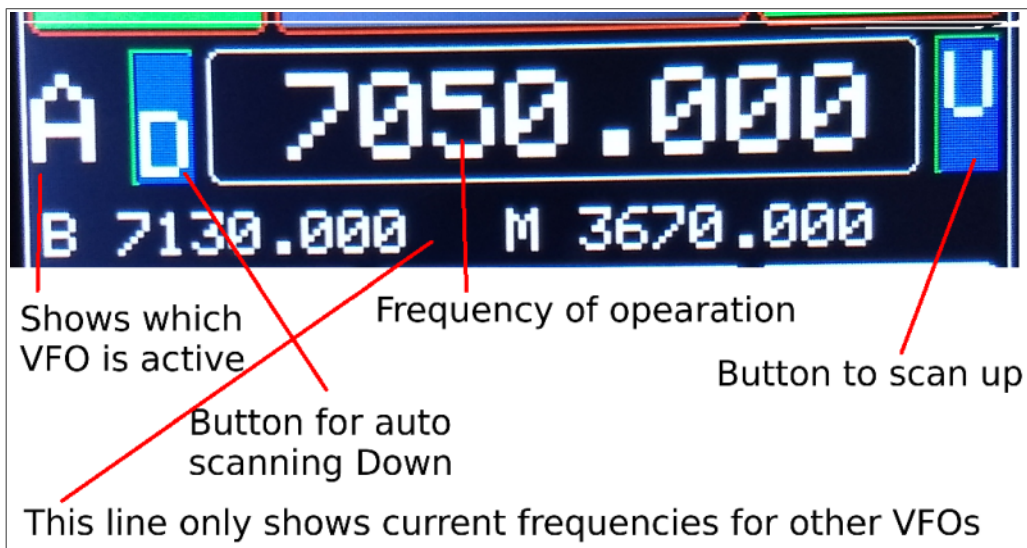 A D 7050.000 U
B 7130.000 M 3670.000
Shows which
VFO is active
Frequency of opearation
Button to scan up
Button for auto
scanning Down
This line only shows current frequencies for other VFOs